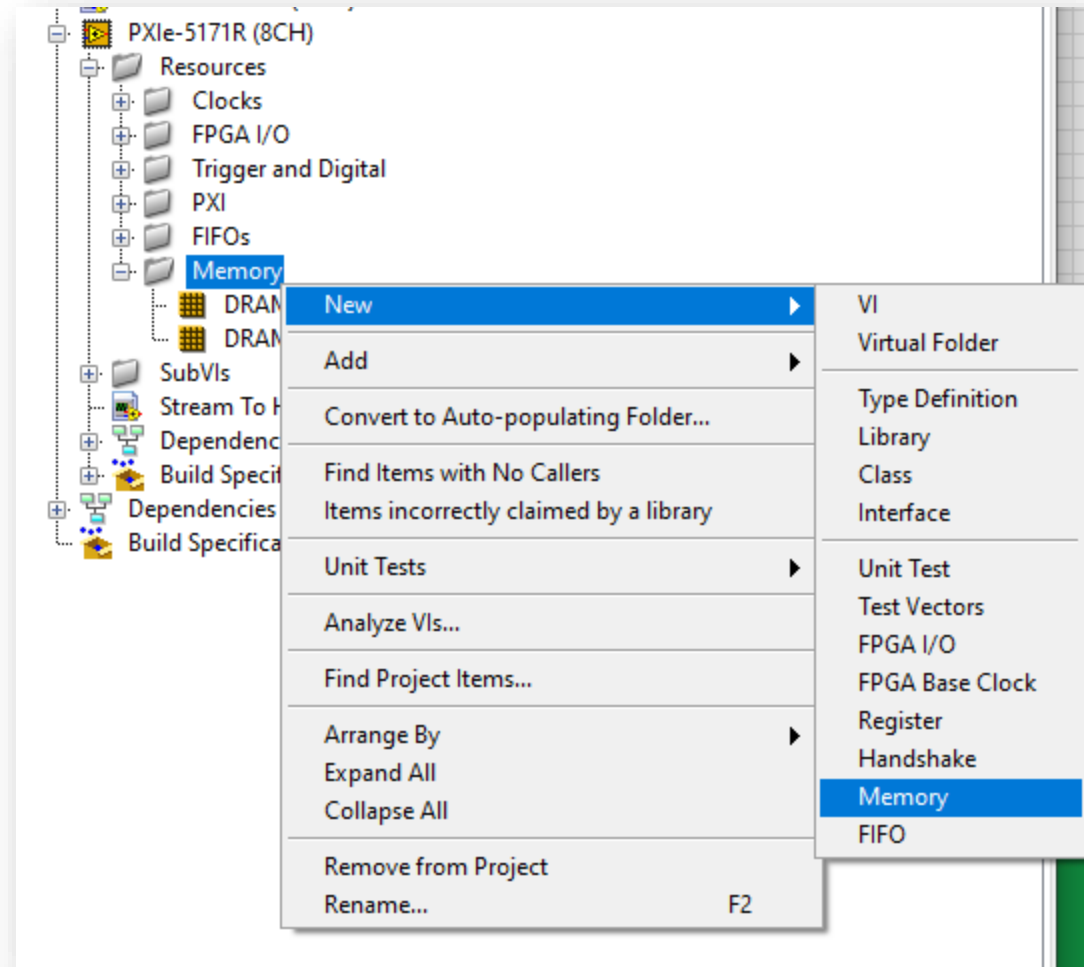 PXIe-5171R (8CH)
Resources
Clocks
FPGA I/O
Trigger and Digital
PXI
FIFOs
Memory
DRAM
DRAM
SubVIs
Stream To
Dependenc
Build Specif
Dependencies
Build Specifica
New
Add
Convert to Auto-populating Folder...
Find Items with No Callers
Items incorrectly claimed by a library
Unit Tests
Analyze VIs...
Find Project Items...
Arrange By
Expand All
Collapse All
Remove from Project
Rename... F2
VI
Virtual Folder
Type Definition
Library
Class
Interface
Unit Test
Test Vectors
FPGA I/O
FPGA Base Clock
Register
Handshake
Memory
FIFO